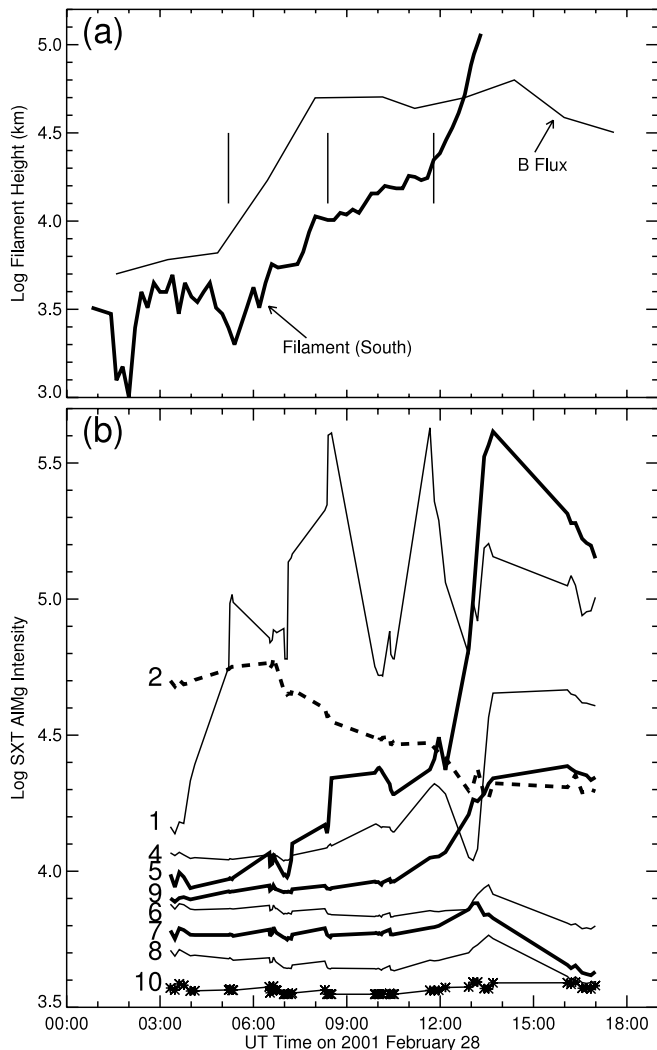 (a)
5.0
4.5
4.0
3.5
3.0
Log Filament Height (km)
B Flux
Filament (South)
(b)
5.5
5.0
4.5
4.0
3.5
Log SXT AlMg Intensity
2
1
4
5
9
6
7
8
10
00:00 03:00 06:00 09:00 12:00 15:00 18:00
UT Time on 2001 February 28